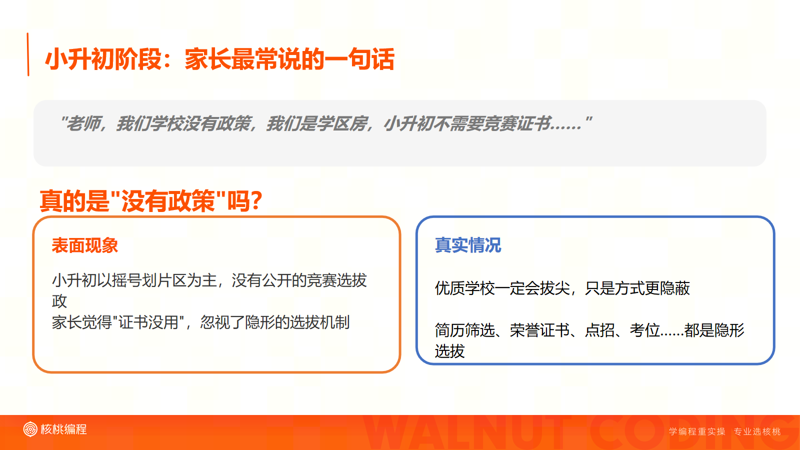 小升初阶段：家长最常说的一句话
"老师，我们学校没有政策，我们是学区房，小升初不需要竞赛证书……"
真的是"没有政策"吗？
表面现象
小升初以摇号划片区为主，没有公开的竞赛选拔
政
家长觉得"证书没用"，忽视了隐形的选拔机制
真实情况
优质学校一定会拔尖，只是方式更隐蔽
简历筛选、荣誉证书、点招、考位……都是隐形
选拔
核桃编程
WALNUT CODING
学编程重实操 专业选核桃